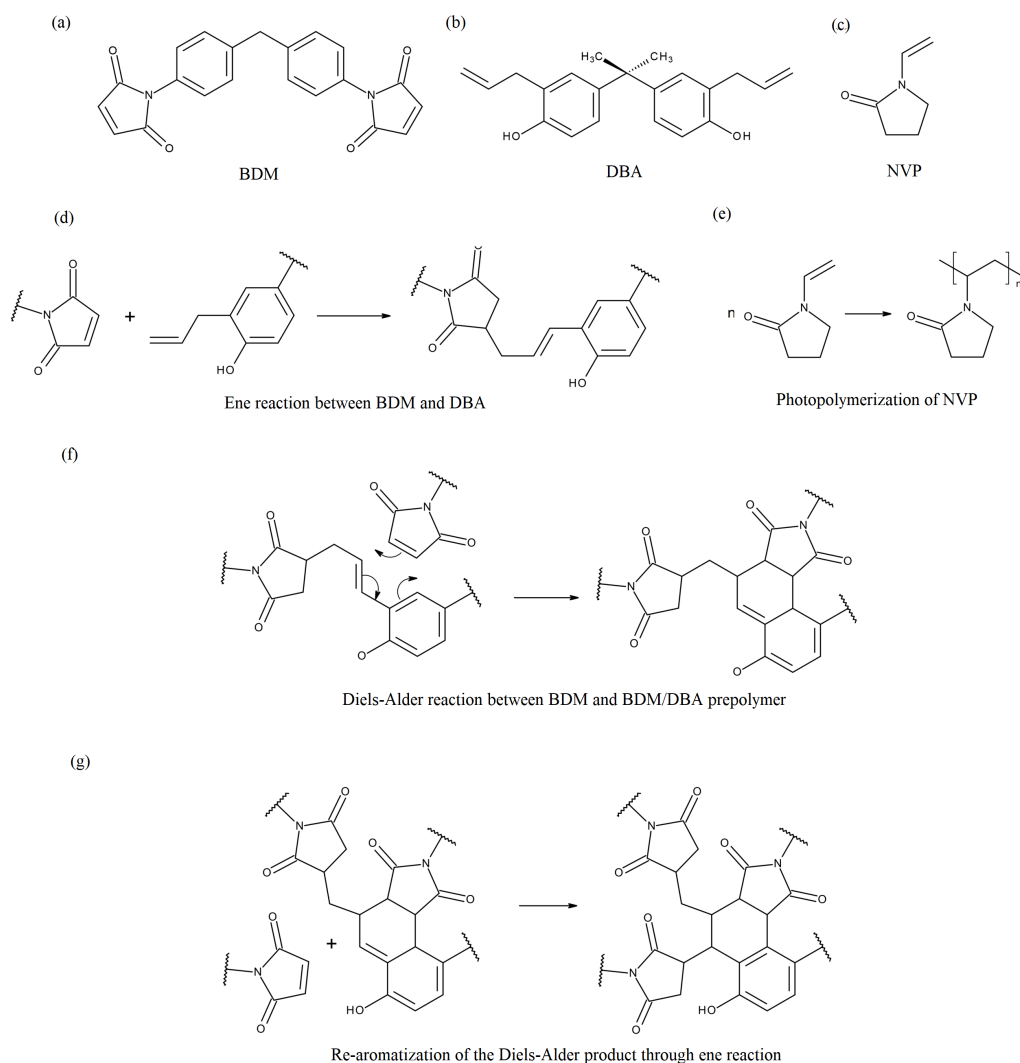 (a)
O
N
O
O
N
O
BDM
(b)
H₃C
CH₃
HO
OH
DBA
(c)
N
O
NVP
(d)
O
N
O
+
HO
O
N
O
HO
Ene reaction between BDM and DBA
(e)
n
N
O
N
O
n
Photopolymerization of NVP
(f)
O
N
O
O
N
O
O
O
N
O
O
N
O
O
Diels-Alder reaction between BDM and BDM/DBA prepolymer
(g)
O
N
O
O
N
O
O
N
O
+
HO
O
N
O
O
N
O
O
N
O
HO
Re-aromatization of the Diels-Alder product through ene reaction